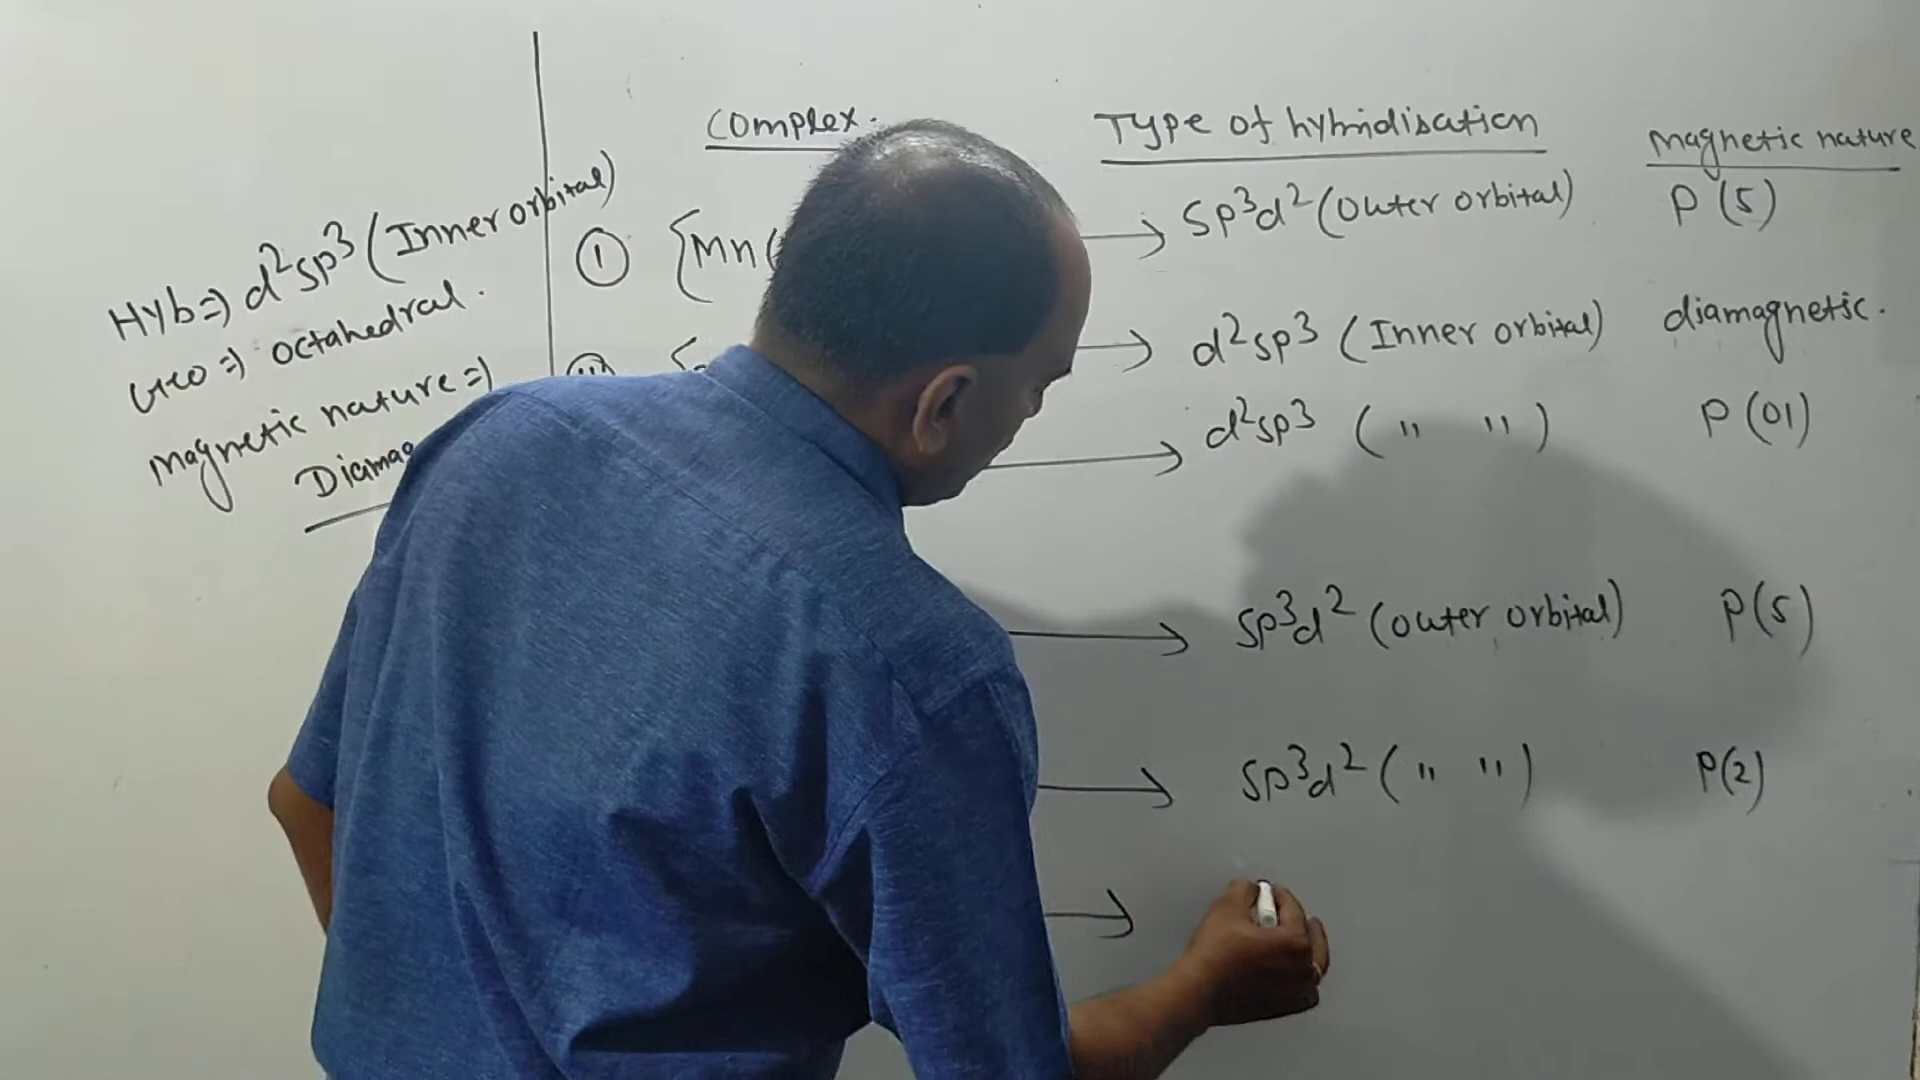 Hyb=) d²sp³ (Inner orbital)
Geo =) octahedral.
Magnetic nature =)
Complex.
Type of hybridisation
Magnetic nature
① [Mn(
sp³d² (outer orbital)
P (5)
d²sp³ (Inner orbital)
diamagnetic.
d²sp³ ( " " )
P (01)
sp³d² (outer orbital)
P(5)
sp³d² ( " " )
P(2)